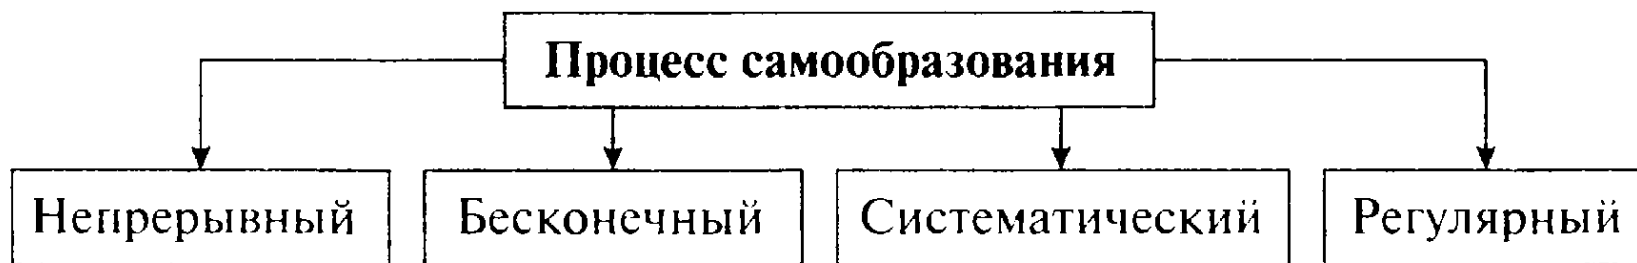 Процесс самообразования
Непрерывный
Бесконечный
Систематический
Регулярный